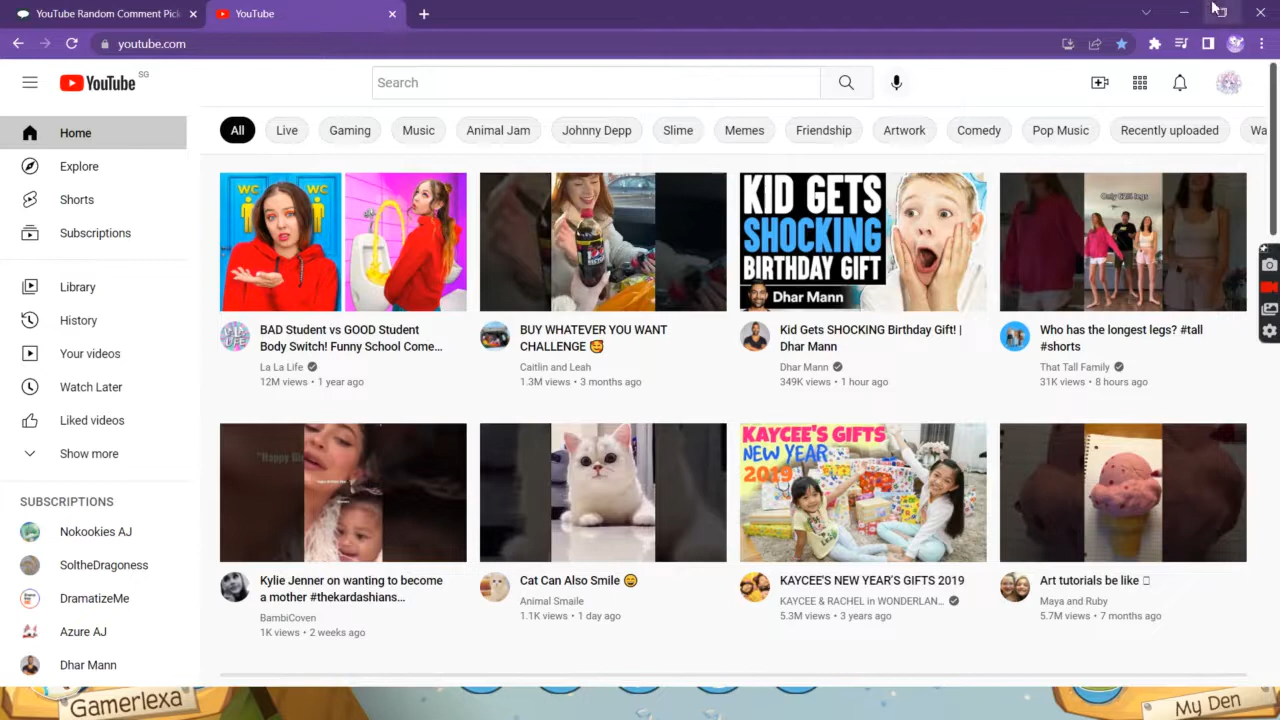 YouTube Random Comment Pick
YouTube
youtube.com
YouTube SG
Search
Home
Explore
Shorts
Subscriptions
Library
History
Your videos
Watch Later
Liked videos
Show more
SUBSCRIPTIONS
Nokookies AJ
SoltheDragoness
DramatizeMe
Azure AJ
Dhar Mann
All
Live
Gaming
Music
Animal Jam
Johnny Depp
Slime
Memes
Friendship
Artwork
Comedy
Pop Music
Recently uploaded
Wa
WC
WC
BAD Student vs GOOD Student
Body Switch! Funny School Come...
La La Life
12M views • 1 year ago
BUY WHATEVER YOU WANT
CHALLENGE 🥰
Caitlin and Leah
1.3M views • 3 months ago
KID GETS
SHOCKING
BIRTHDAY GIFT
Dhar Mann
Kid Gets SHOCKING Birthday Gift! |
Dhar Mann
Dhar Mann
349K views • 1 hour ago
Who has the longest legs? #tall
#shorts
That Tall Family
31K views • 8 hours ago
Kylie Jenner on wanting to become
a mother #thekardashians...
BambiCoven
1K views • 2 weeks ago
Cat Can Also Smile 😄
Animal Smaile
1.1K views • 1 day ago
KAYCEE'S GIFTS
NEW YEAR
2019
KAYCEE'S NEW YEAR'S GIFTS 2019
KAYCEE & RACHEL in WONDERLAN...
5.3M views • 3 years ago
Art tutorials be like
Maya and Ruby
5.7M views • 7 months ago
Gamerlexa
My Den